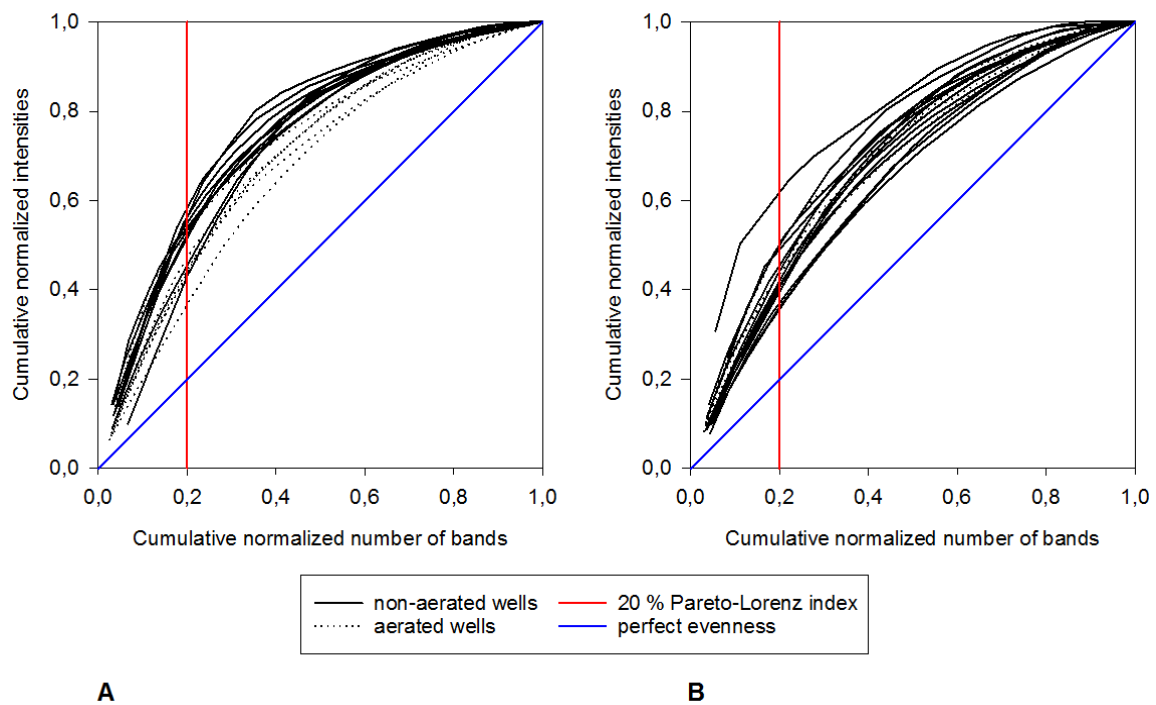 1,0
0,8
0,6
0,4
0,2
0,0
Cumulative normalized intensities
0,0 0,2 0,4 0,6 0,8 1,0
Cumulative normalized number of bands
1,0
0,8
0,6
0,4
0,2
0,0
Cumulative normalized intensities
0,0 0,2 0,4 0,6 0,8 1,0
Cumulative normalized number of bands
non-aerated wells 20 % Pareto-Lorenz index
aerated wells perfect evenness
A B